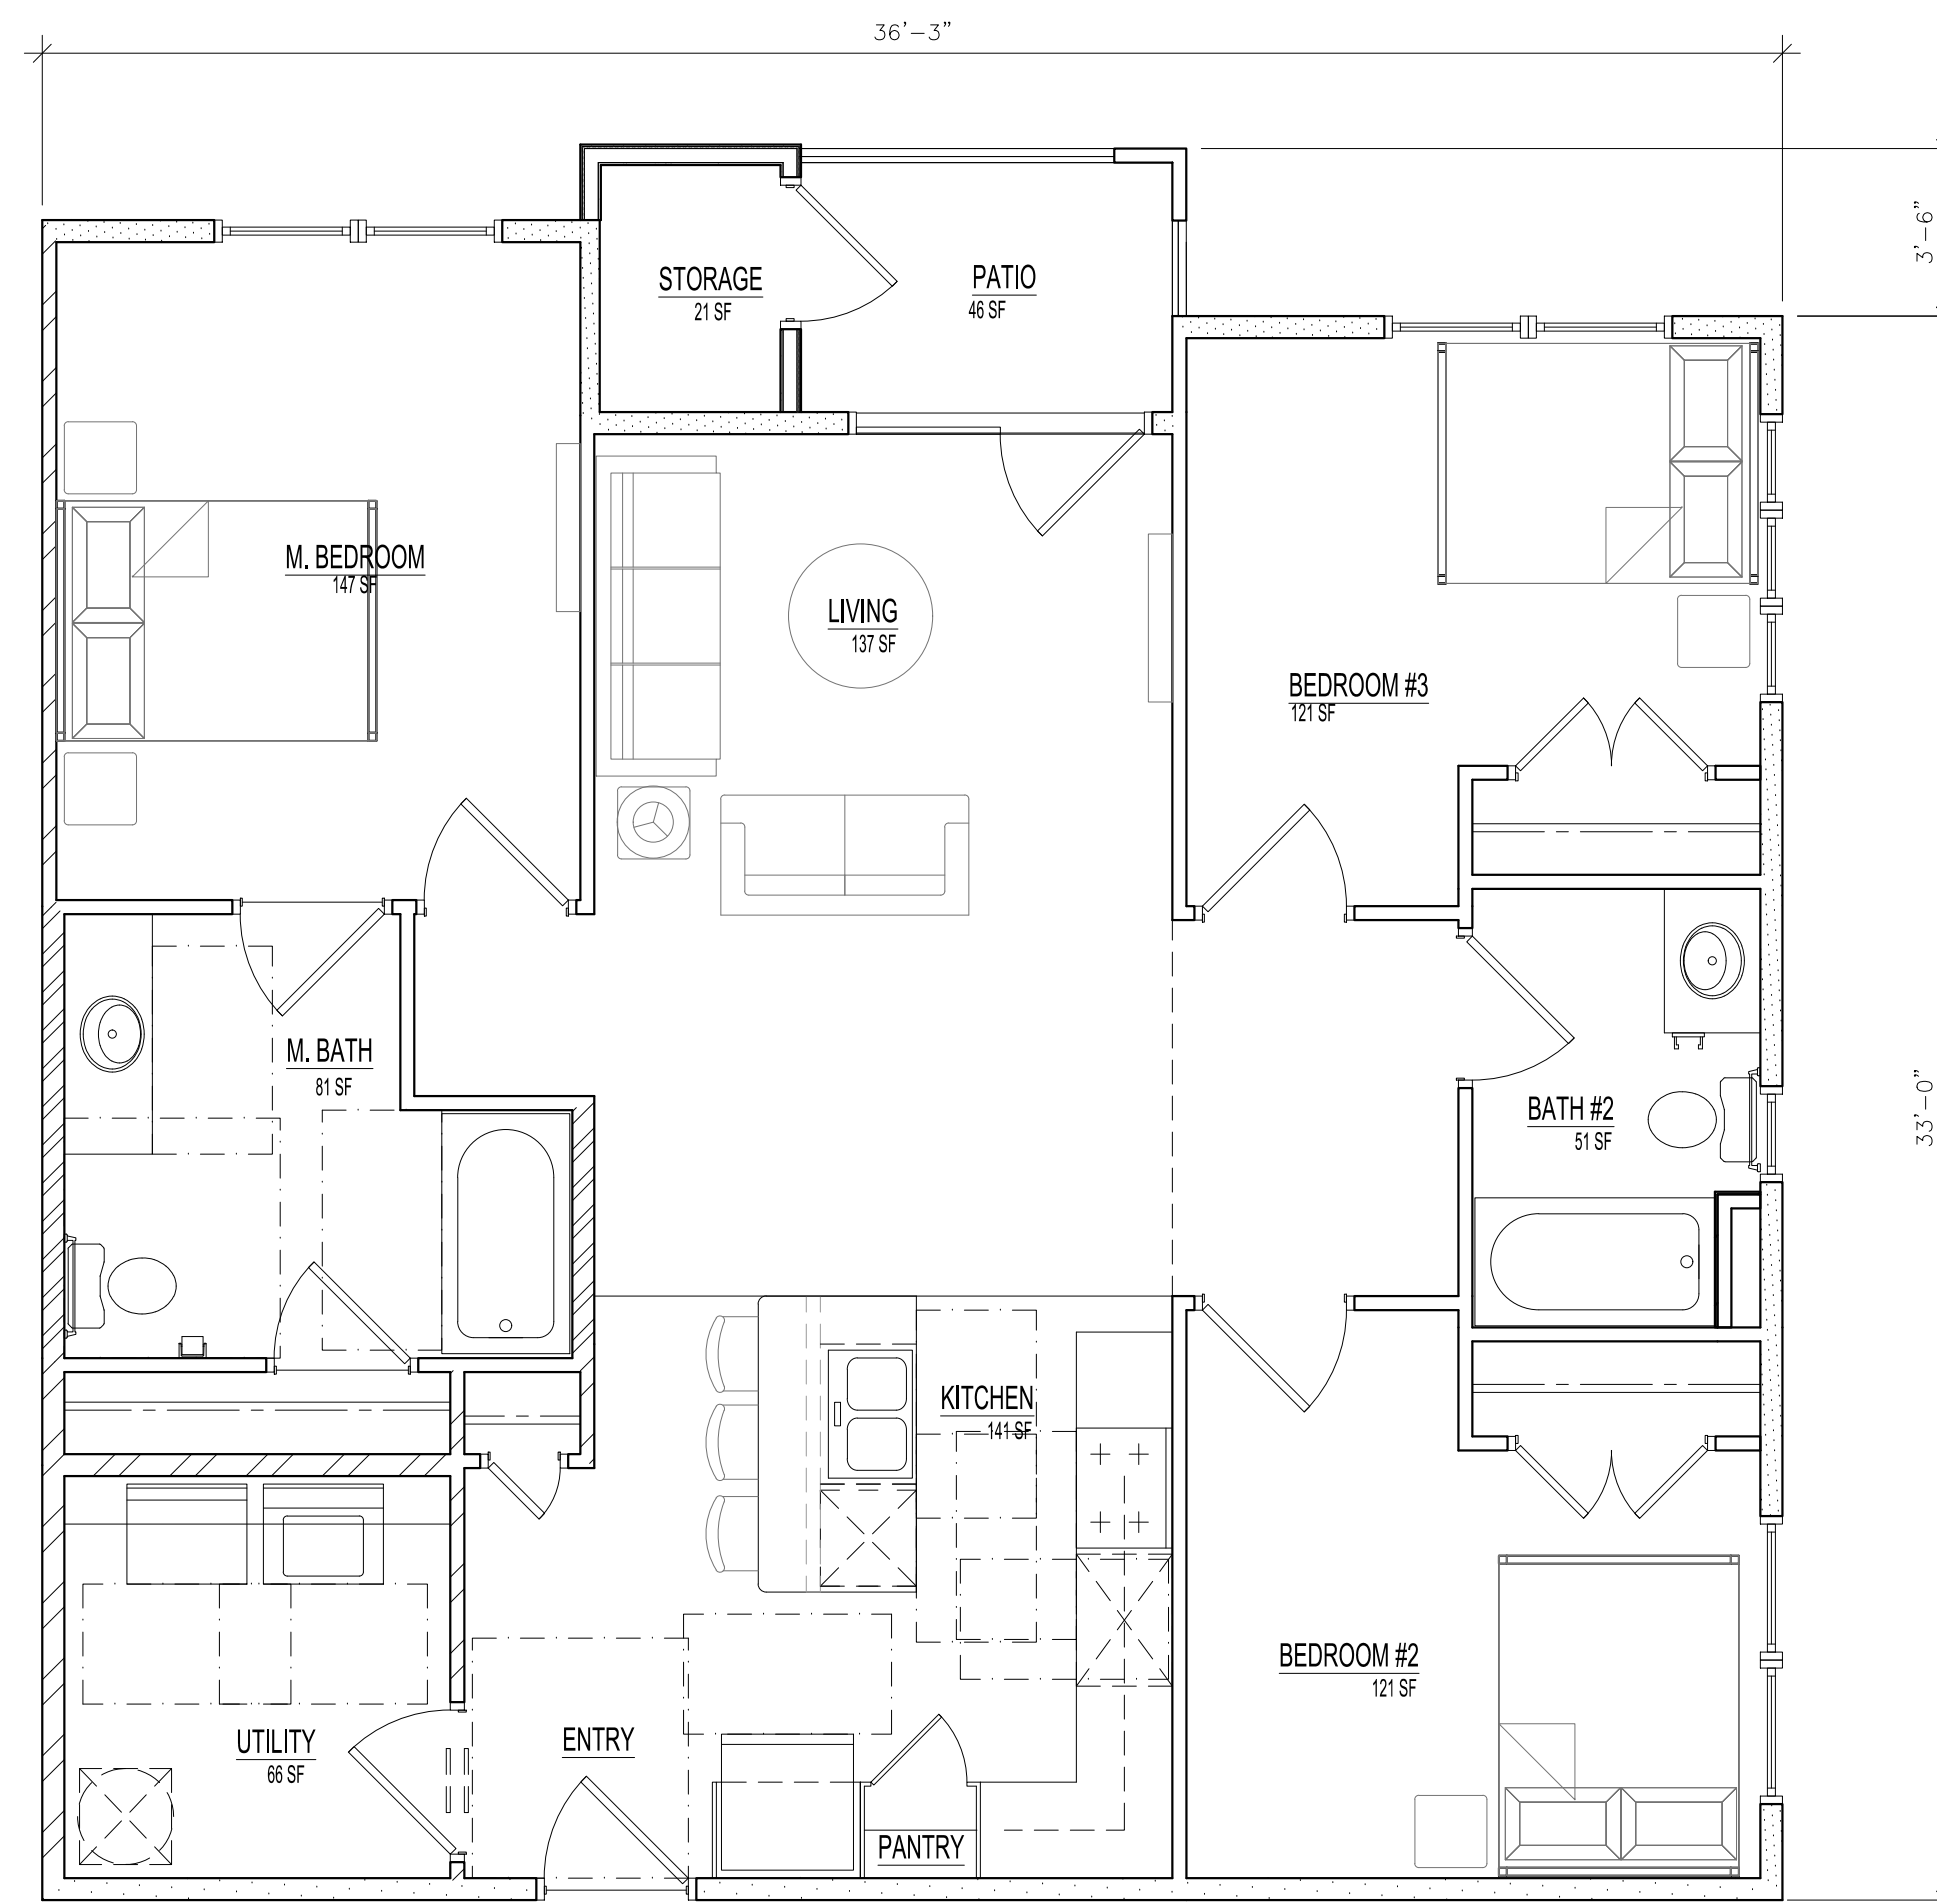 36'-3"
3'-6"
STORAGE
21 SF
PATIO
46 SF
M. BEDROOM
147 SF
LIVING
137 SF
BEDROOM #3
121 SF
M. BATH
81 SF
BATH #2
51 SF
33'-0"
KITCHEN
141 SF
BEDROOM #2
121 SF
UTILITY
66 SF
ENTRY
PANTRY